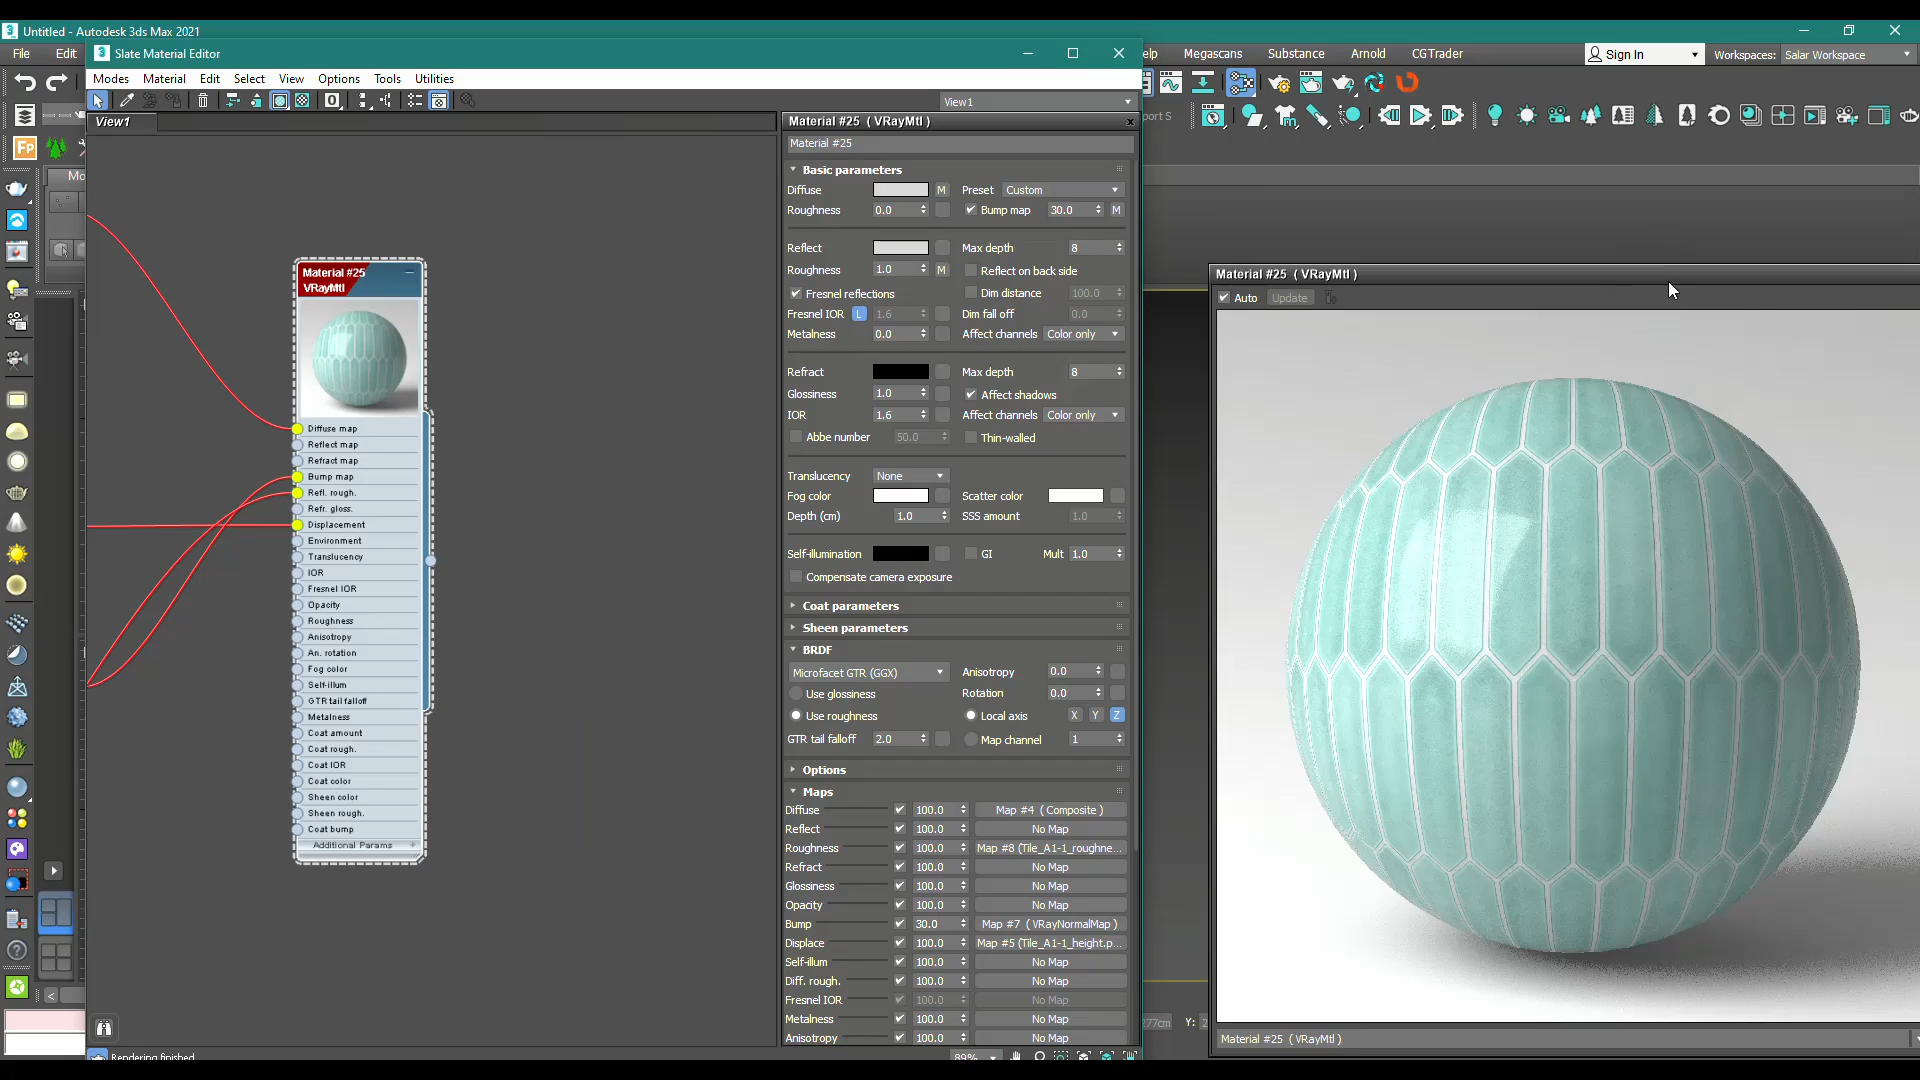 Untitled - Autodesk 3ds Max 2021
File Edit
Slate Material Editor
elp Megascans Substance Arnold CGTrader
Sign In
Workspaces: Salar Workspace
Modes Material Edit Select View Options Tools Utilities
View1
View1
port S
Mo
Material #25 ( VRayMtl )
Material #25
Basic parameters
Diffuse M Preset Custom
Roughness 0.0 Bump map 30.0 M
Reflect Max depth 8
Roughness 1.0 M Reflect on back side
Fresnel reflections Dim distance 100.0
Fresnel IOR L 1.6 Dim fall off 0.0
Metalness 0.0 Affect channels Color only
Refract Max depth 8
Glossiness 1.0 Affect shadows
IOR 1.6 Affect channels Color only
Abbe number 50.0 Thin-walled
Translucency None
Fog color Scatter color
Depth (cm) 1.0 SSS amount 1.0
Self-illumination GI Mult 1.0
Compensate camera exposure
Coat parameters
Sheen parameters
BRDF
Microfacet GTR (GGX) Anisotropy 0.0
Use glossiness Rotation 0.0
Use roughness Local axis X Y Z
GTR tail falloff 2.0 Map channel 1
Options
Maps
Diffuse 100.0 Map #4 ( Composite )
Reflect 100.0 No Map
Roughness 100.0 Map #8 (Tile_A1-1_roughne...
Refract 100.0 No Map
Glossiness 100.0 No Map
Opacity 100.0 No Map
Bump 30.0 Map #7 ( VRayNormalMap )
Displace 100.0 Map #5 (Tile_A1-1_height.p...
Self-illum 100.0 No Map
Diff. rough. 100.0 No Map
Fresnel IOR 100.0 No Map
Metalness 100.0 No Map
Anisotropy 100.0 No Map
Material #25
VRayMtl
Diffuse map
Reflect map
Refract map
Bump map
Refl. rough.
Refr. gloss.
Displacement
Environment
Translucency
IOR
Fresnel IOR
Opacity
Roughness
Anisotropy
An. rotation
Fog color
Self-illum
GTR tail falloff
Metalness
Coat amount
Coat rough.
Coat IOR
Coat color
Sheen color
Sheen rough.
Coat bump
Additional Params
Material #25 ( VRayMtl )
Auto Update
277cm Y: 2
Material #25 ( VRayMtl )
Rendering finished
89%